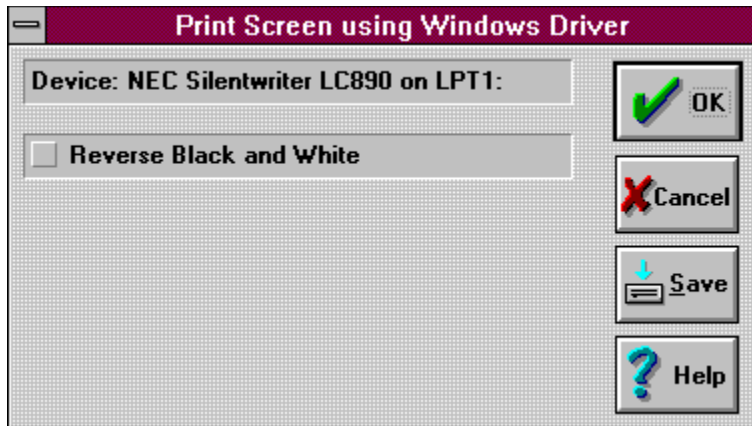 Print Screen using Windows Driver
Device: NEC Silentwriter LC890 on LPT1:
Reverse Black and White
OK
Cancel
Save
Help